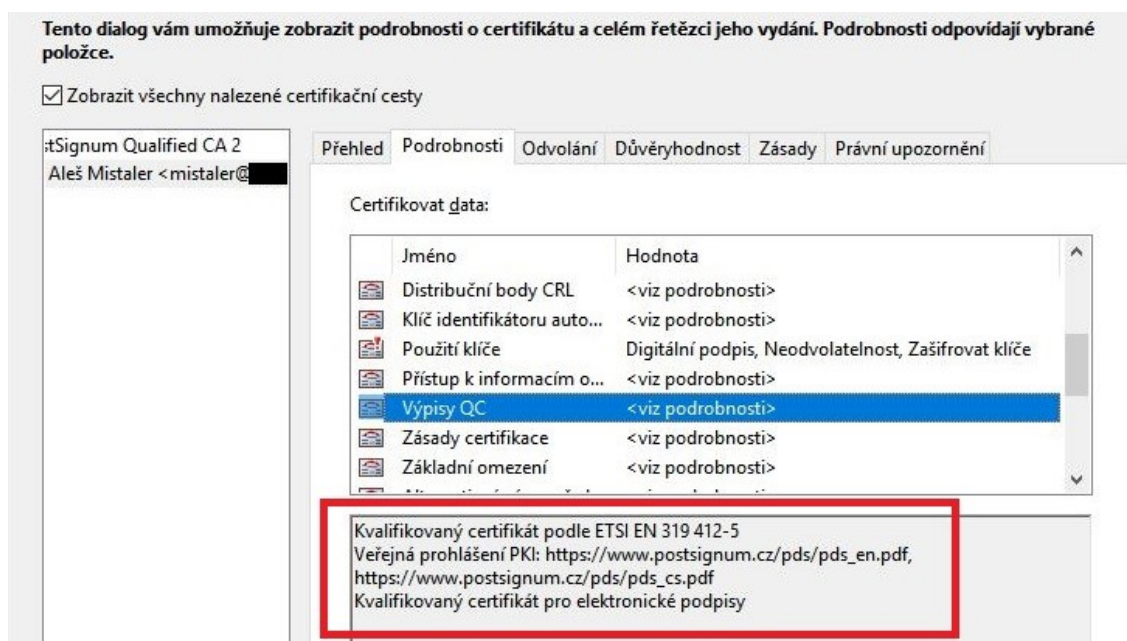 Tento dialog vám umožňuje zobrazit podrobnosti o certifikátu a celém řetězci jeho vydání. Podrobnosti odpovídají vybrané
položce.
Zobrazit všechny nalezené certifikační cesty
tSignum Qualified CA 2
Aleš Mistaler <mistaler@
Přehled Podrobnosti Odvolání Důvěryhodnost Zásady Právní upozornění
Certifikovat data:
Jméno Hodnota
Distribuční body CRL <viz podrobnosti>
Klíč identifikátoru auto... <viz podrobnosti>
Použití klíče Digitální podpis, Neodvolatelnost, Zašifrovat klíče
Přístup k informacím o... <viz podrobnosti>
Výpisy QC <viz podrobnosti>
Zásady certifikace <viz podrobnosti>
Základní omezení <viz podrobnosti>
Kvalifikovaný certifikát podle ETSI EN 319 412-5
Veřejná prohlášení PKI: https://www.postsignum.cz/pds/pds_en.pdf,
https://www.postsignum.cz/pds/pds_cs.pdf
Kvalifikovaný certifikát pro elektronické podpisy